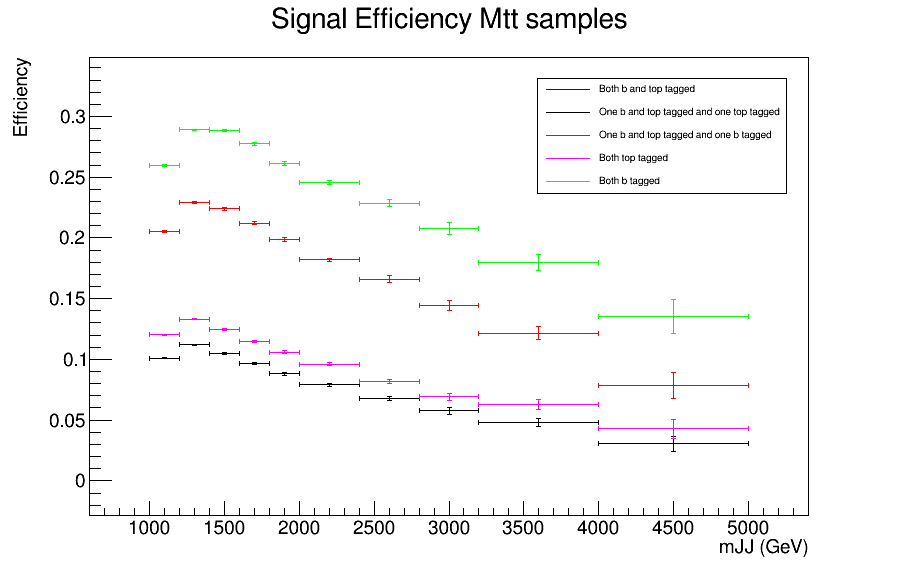 Signal Efficiency Mtt samples
Efficiency
Both b and top tagged
One b and top tagged and one top tagged
One b and top tagged and one b tagged
Both top tagged
Both b tagged
0.3
0.25
0.2
0.15
0.1
0.05
0
1000 1500 2000 2500 3000 3500 4000 4500 5000
mJJ (GeV)